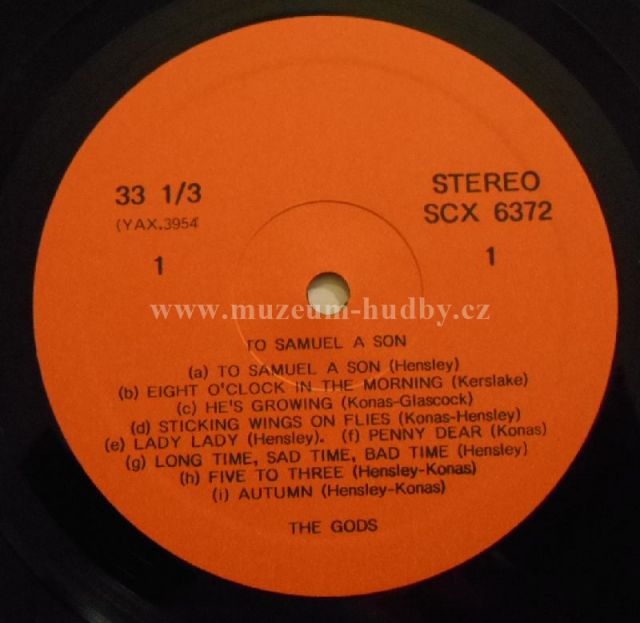 33 1/3
(YAX.3954
1
STEREO
SCX 6372
1
www.muzeum-hudby.cz
TO SAMUEL A SON
(a) TO SAMUEL A SON (Hensley)
(b) EIGHT O'CLOCK IN THE MORNING (Kerslake)
(c) HE'S GROWING (Konas-Glascock)
(d) STICKING WINGS ON FLIES (Konas-Hensley)
(e) LADY LADY (Hensley). (f) PENNY DEAR (Konas)
(g) LONG TIME, SAD TIME, BAD TIME (Hensley)
(h) FIVE TO THREE (Hensley-Konas)
(i) AUTUMN (Hensley-Konas)
THE GODS